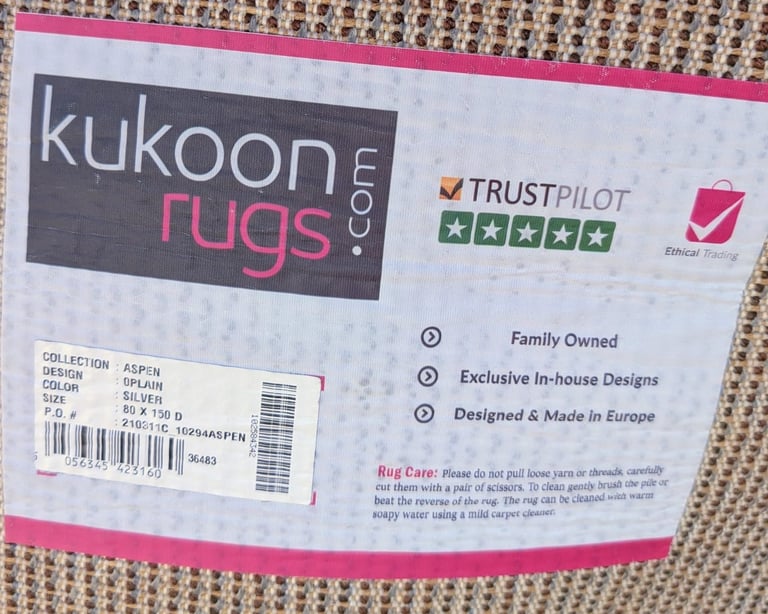 kukoon
rugs
.com
TRUSTPILOT
Ethical Trading
Family Owned
Exclusive In-house Designs
Designed & Made in Europe
COLLECTION : ASPEN
DESIGN : 0PLAIN
COLOR : SILVER
SIZE : 80 X 150 D
P.O. # : 210311C_10294ASPEN
36483
5 056345 423160
102984342
Rug Care: Please do not pull loose yarn or threads, carefully
cut them with a pair of scissors. To clean gently brush the pile or
beat the reverse of the rug. The rug can be cleaned with warm
soapy water using a mild carpet cleaner.